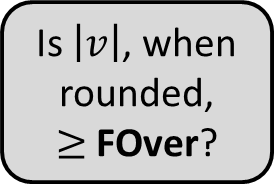 Is |𝑣|, when
rounded,
≥ FOver?